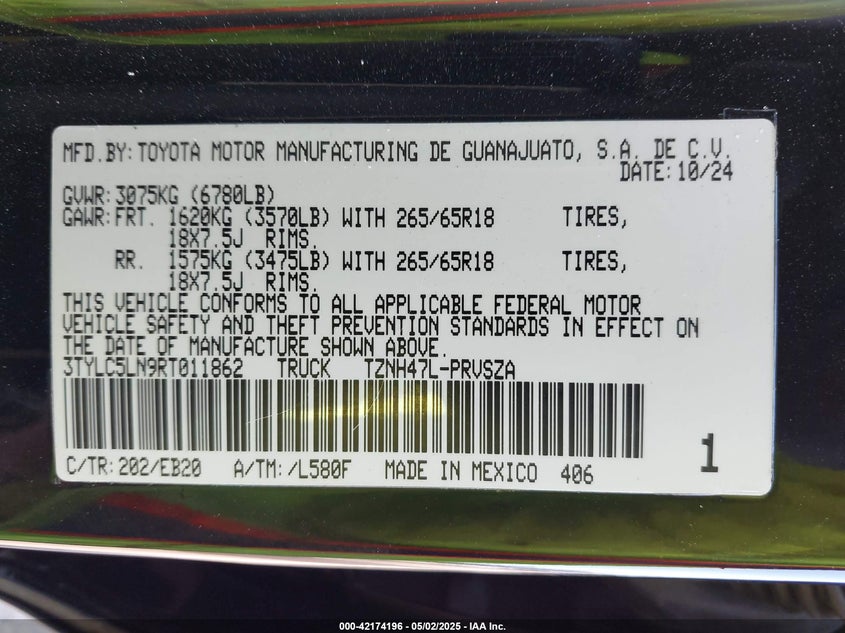 MFD.BY: TOYOTA MOTOR MANUFACTURING DE GUANAJUATO, S.A. DE C.V.
DATE: 10/24
GVWR: 3075KG (6780LB)
GAWR: FRT. 1620KG (3570LB) WITH 265/65R18 TIRES,
18X7.5J RIMS.
RR. 1575KG (3475LB) WITH 265/65R18 TIRES,
18X7.5J RIMS.
THIS VEHICLE CONFORMS TO ALL APPLICABLE FEDERAL MOTOR
VEHICLE SAFETY AND THEFT PREVENTION STANDARDS IN EFFECT ON
THE DATE OF MANUFACTURE SHOWN ABOVE.
3TYLC5LN9RT011862 TRUCK TZNH47L-PRVSZA
C/TR: 202/EB20 A/TM: /L580F MADE IN MEXICO 406
1
000-42174196 - 05/02/2025 - IAA Inc.